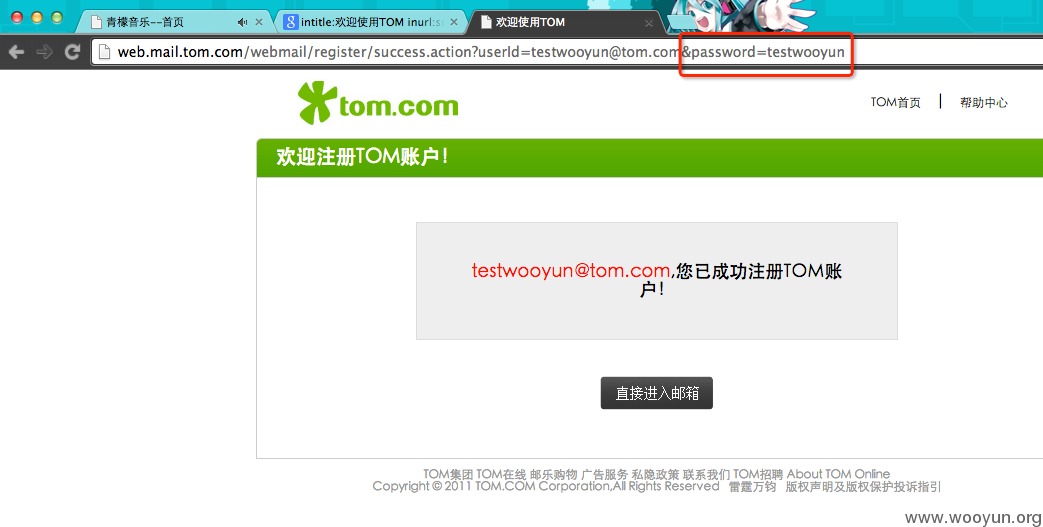 青檬音乐--首页
intitle:欢迎使用TOM inurl:s
欢迎使用TOM
web.mail.tom.com/webmail/register/success.action?userId=testwooyun@tom.com&password=testwooyun
tom.com
TOM首页 | 帮助中心
欢迎注册TOM账户!
testwooyun@tom.com,您已成功注册TOM账
户!
直接进入邮箱
TOM集团 TOM在线 邮乐购物 广告服务 私隐政策 联系我们 TOM招聘 About TOM Online
Copyright © 2011 TOM.COM Corporation,All Rights Reserved 雷霆万钧 版权声明及版权保护投诉指引
www.wooyun.org